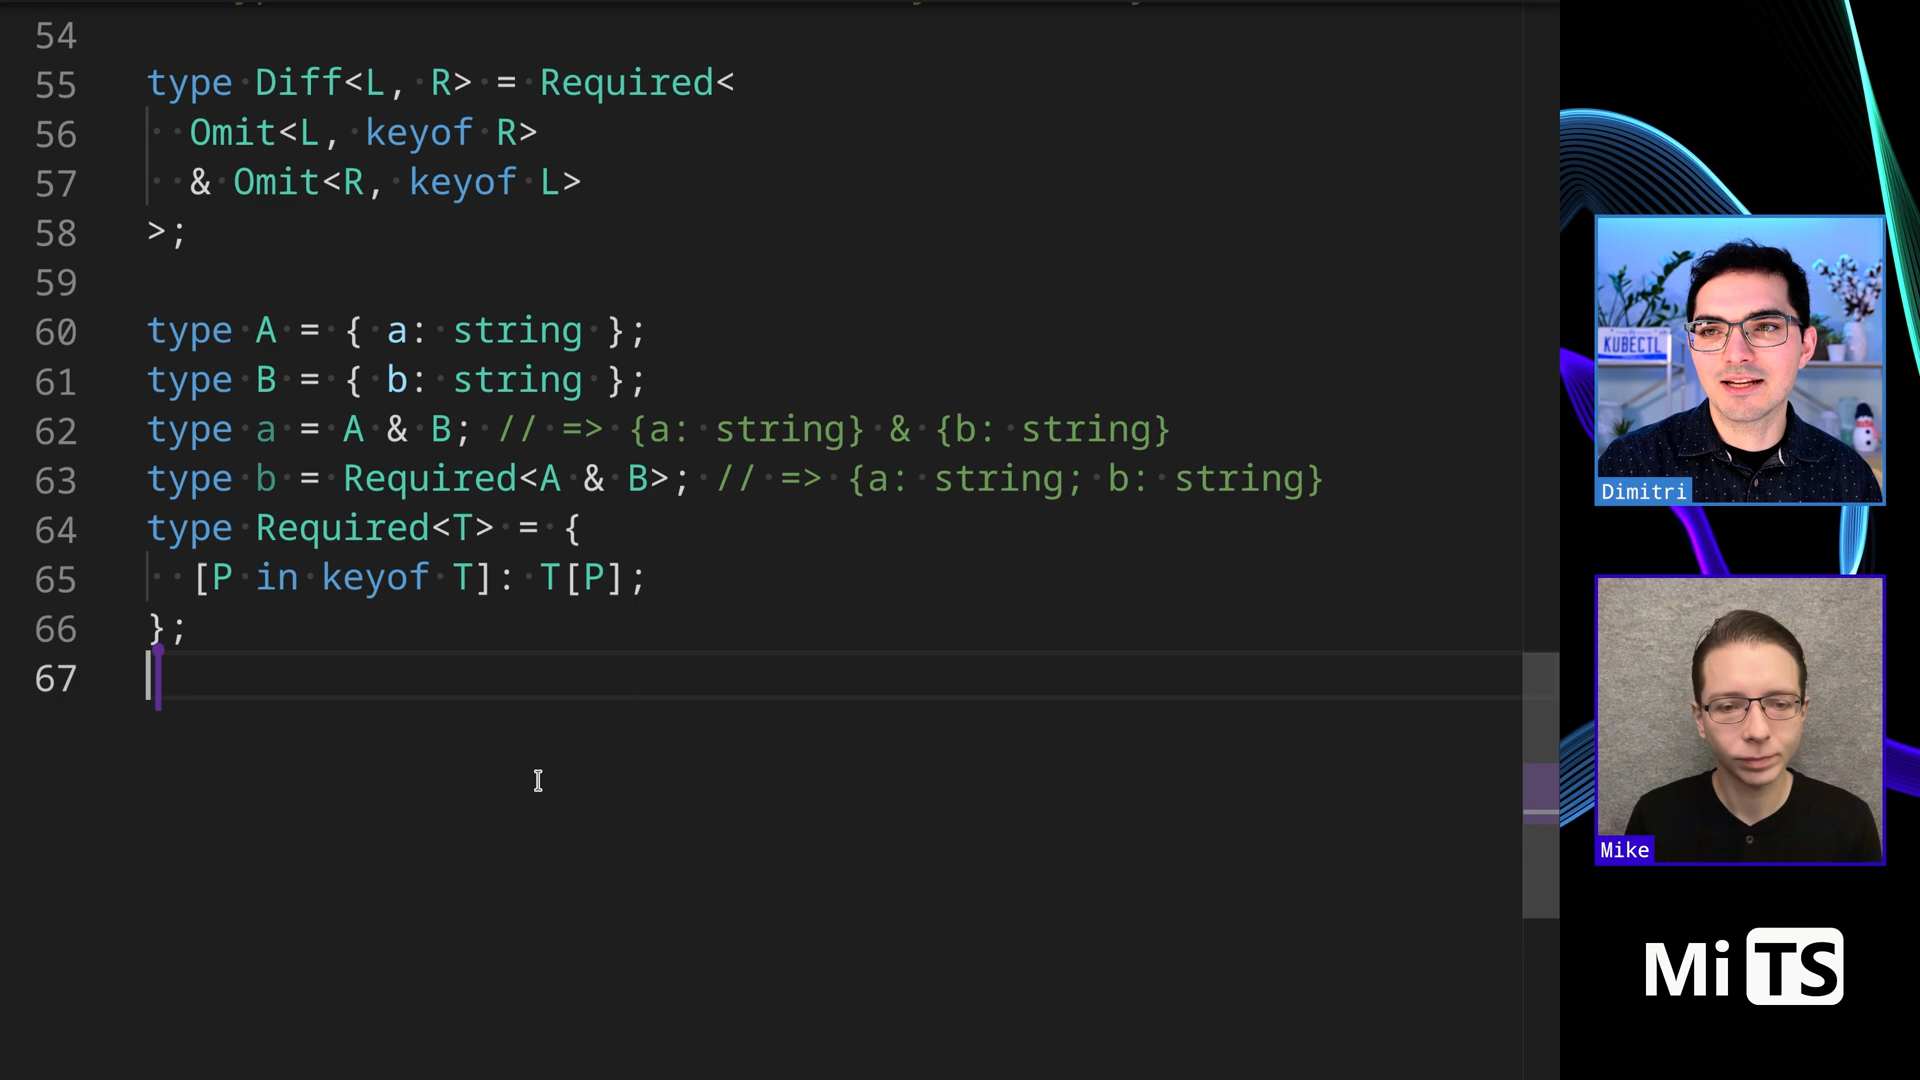 54
55 type Diff<L, R> = Required<
56 Omit<L, keyof R>
57 & Omit<R, keyof L>
58 >;
59
60 type A = { a: string };
61 type B = { b: string };
62 type a = A & B; // => {a: string} & {b: string}
63 type b = Required<A & B>; // => {a: string; b: string}
64 type Required<T> = {
65 [P in keyof T]: T[P];
66 };
67
KUBECTL
Dimitri
Mike
Mi TS